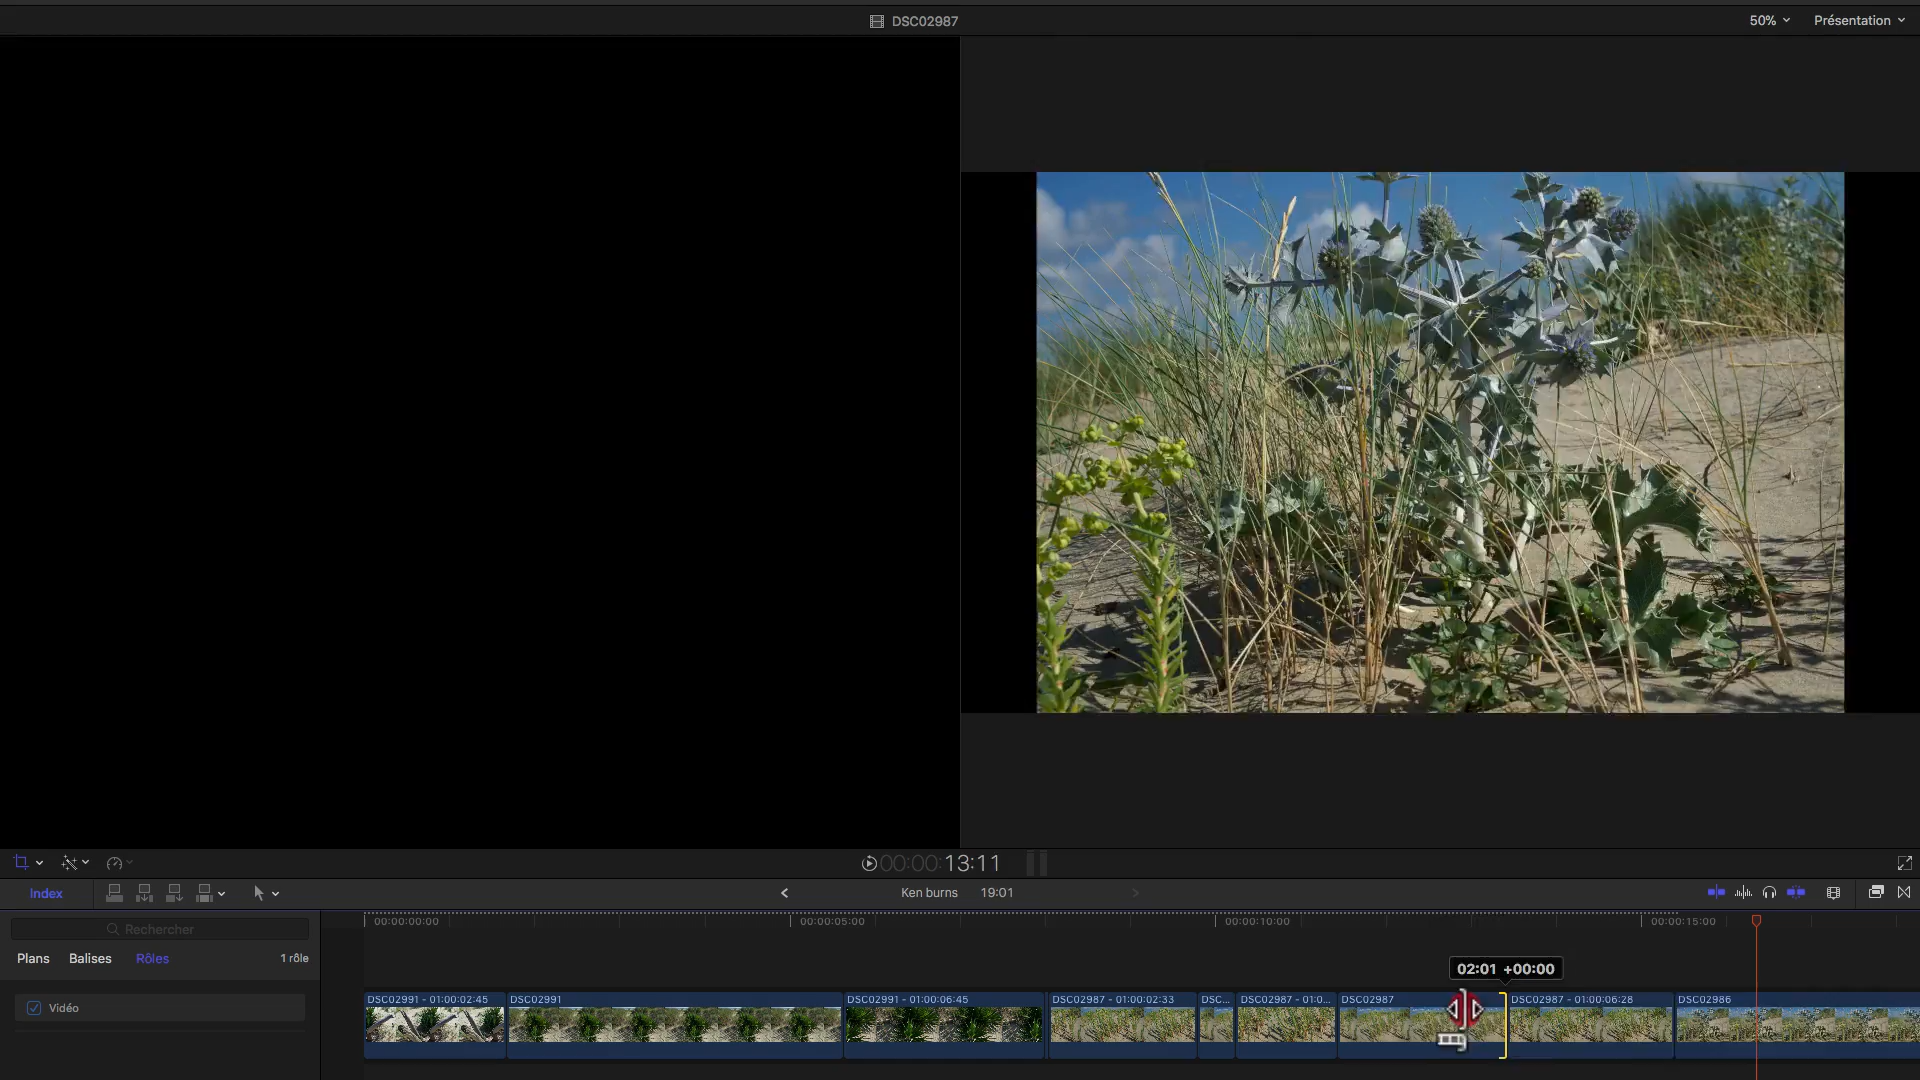 DSC02987
50%
Présentation
00:00:00:13:11
Index
Ken burns
19:01
Rechercher
00:00:00:00
00:00:05:00
00:00:10:00
00:00:15:00
Plans
Balises
Rôles
1 rôle
02:01 +00:00
Vidéo
DSC02991 - 01:00:02:45
DSC02991
DSC02991 - 01:00:06:45
DSC02987 - 01:00:02:33
DSC...
DSC02987 - 01:0...
DSC02987
DSC02987 - 01:00:06:28
DSC02986